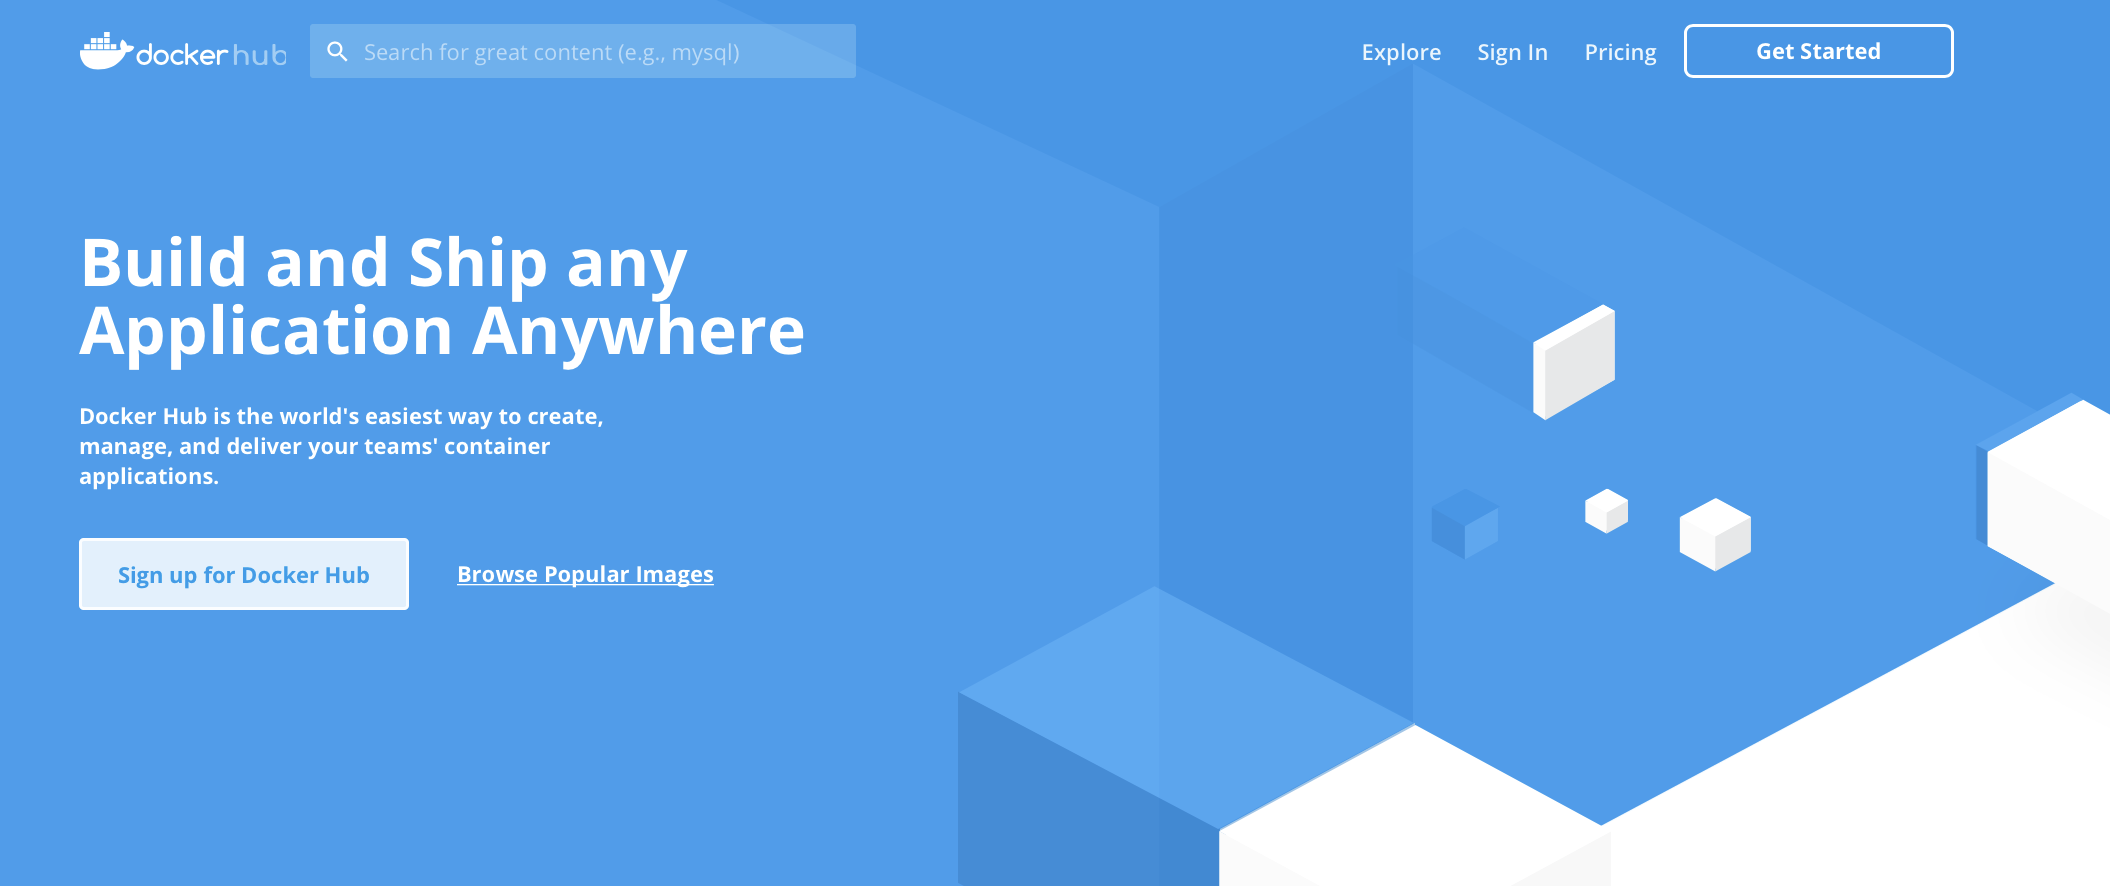 docker hub
Search for great content (e.g., mysql)
Explore
Sign In
Pricing
Get Started
Build and Ship any
Application Anywhere
Docker Hub is the world's easiest way to create,
manage, and deliver your teams' container
applications.
Sign up for Docker Hub
Browse Popular Images